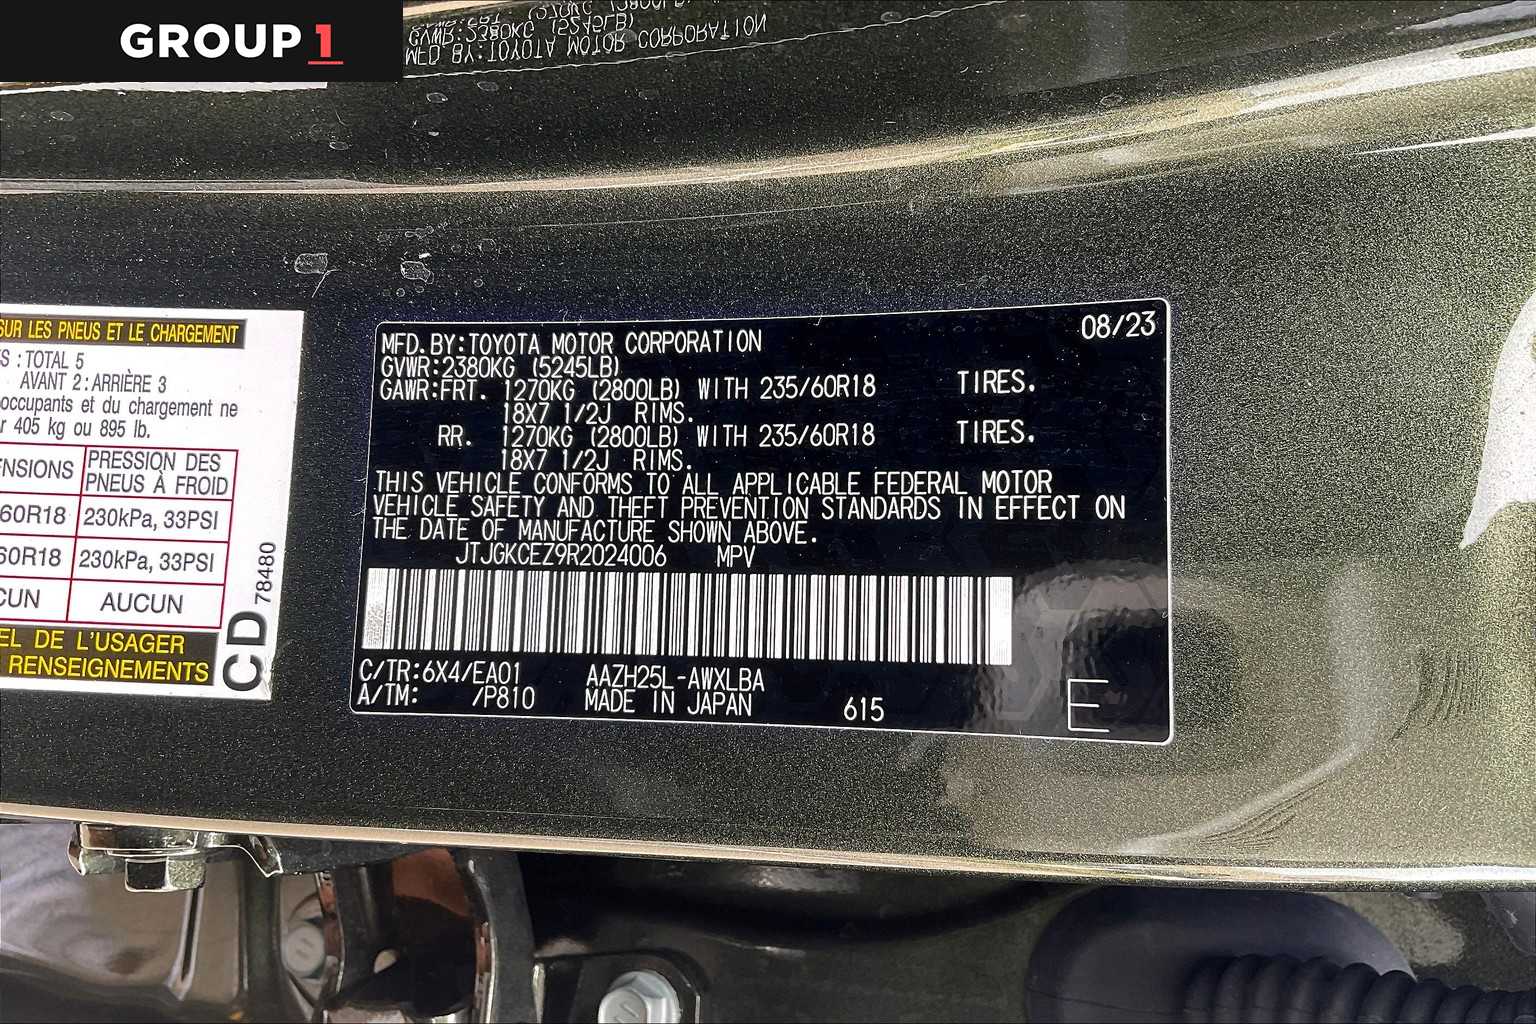 GROUP 1
MFD. BY: TOYOTA MOTOR CORPORATION
GVWR: 2380KG (5245LB)
SUR LES PNEUS ET LE CHARGEMENT
S : TOTAL 5
AVANT 2 : ARRIÈRE 3
occupants et du chargement ne
r 405 kg ou 895 lb.
ENSIONS PRESSION DES
PNEUS À FROID
60R18 230kPa, 33PSI
60R18 230kPa, 33PSI
CUN AUCUN
EL DE L'USAGER
RENSEIGNEMENTS
CD 78480
08/23
MFD. BY: TOYOTA MOTOR CORPORATION
GVWR: 2380KG (5245LB)
GAWR: FRT. 1270KG (2800LB) WITH 235/60R18 TIRES.
18X7 1/2J RIMS.
RR. 1270KG (2800LB) WITH 235/60R18 TIRES.
18X7 1/2J RIMS.
THIS VEHICLE CONFORMS TO ALL APPLICABLE FEDERAL MOTOR
VEHICLE SAFETY AND THEFT PREVENTION STANDARDS IN EFFECT ON
THE DATE OF MANUFACTURE SHOWN ABOVE.
JTJGKCEZ9R2024006 MPV
C/TR: 6X4/EA01 AAZH25L-AWXLBA
A/TM: /P810 MADE IN JAPAN 615
E